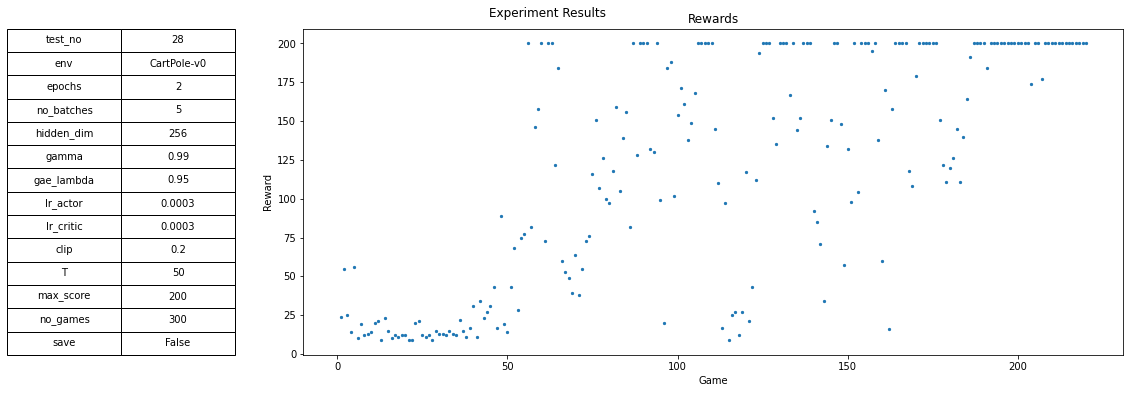 Experiment Results
test_no 28
env CartPole-v0
epochs 2
no_batches 5
hidden_dim 256
gamma 0.99
gae_lambda 0.95
lr_actor 0.0003
lr_critic 0.0003
clip 0.2
T 50
max_score 200
no_games 300
save False
Rewards
Reward
200
175
150
125
100
75
50
25
0
0 50 100 150 200
Game